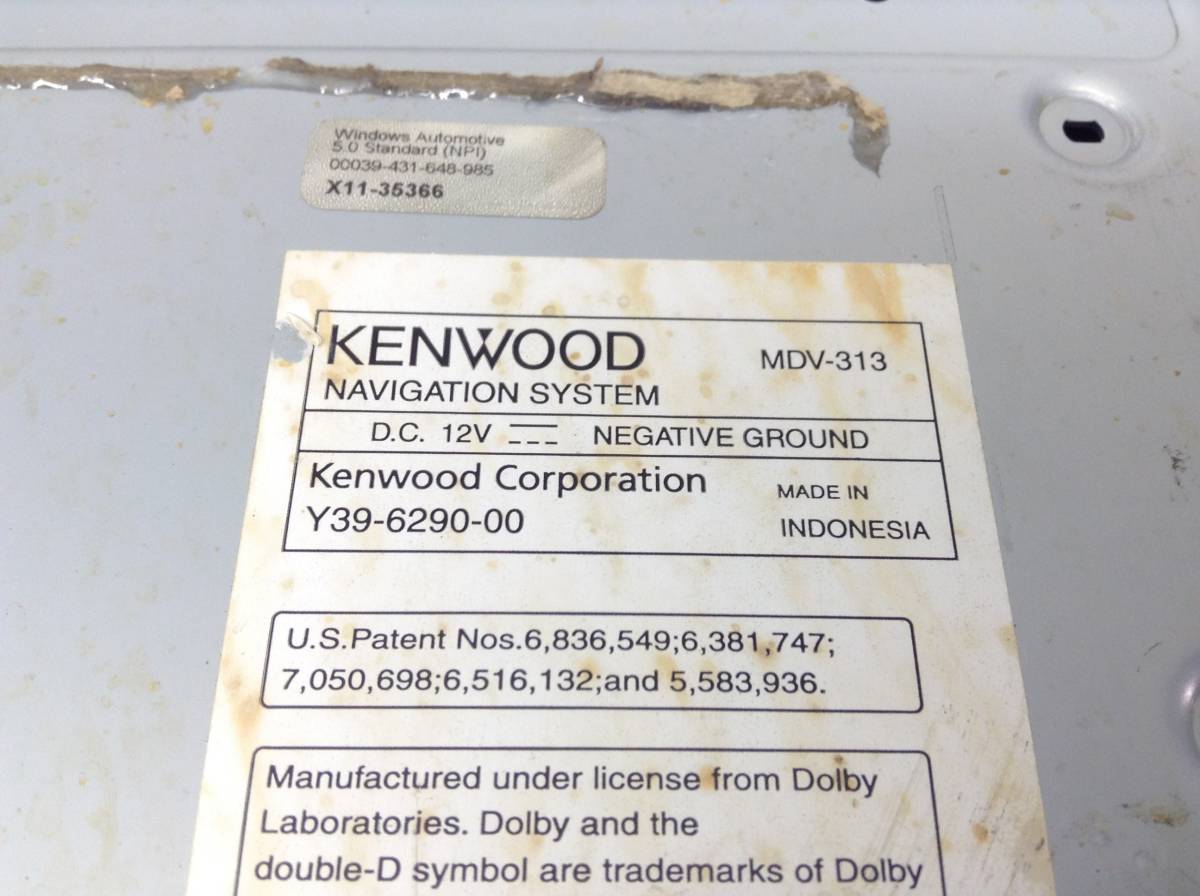 Windows Automotive
5.0 Standard (NPI)
00039-431-648-985
X11-35366
KENWOOD MDV-313
NAVIGATION SYSTEM
D.C. 12V NEGATIVE GROUND
Kenwood Corporation MADE IN
Y39-6290-00 INDONESIA
U.S.Patent Nos.6,836,549;6,381,747;
7,050,698;6,516,132;and 5,583,936.
Manufactured under license from Dolby
Laboratories. Dolby and the
double-D symbol are trademarks of Dolby